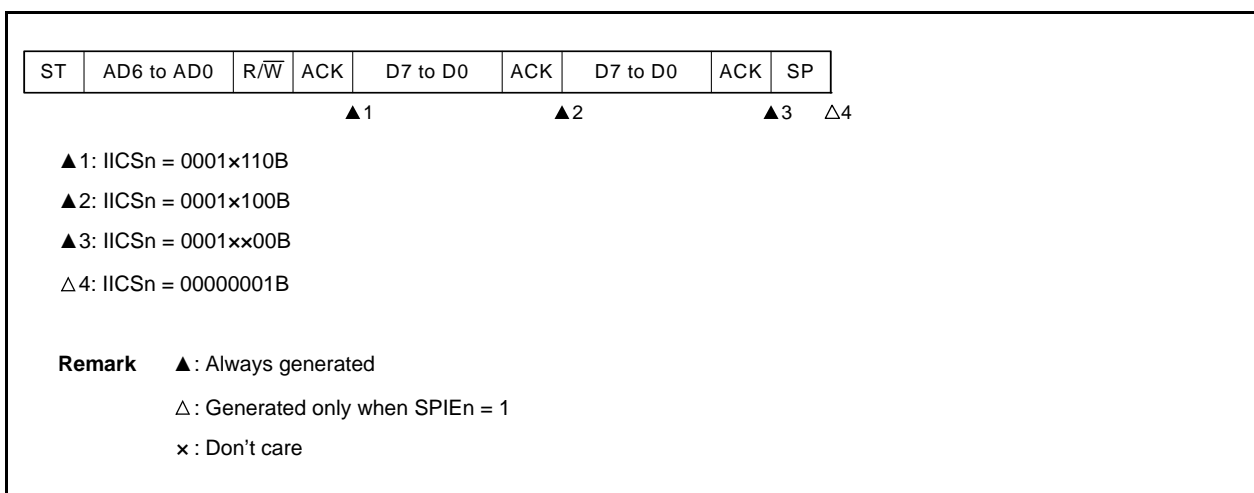 ST AD6 to AD0 R/W̅ ACK D7 to D0 ACK D7 to D0 ACK SP
▲1 ▲2 ▲3 △4
▲1: IICSn = 0001×110B
▲2: IICSn = 0001×100B
▲3: IICSn = 0001××00B
△4: IICSn = 00000001B
Remark ▲: Always generated
△: Generated only when SPIEn = 1
×: Don't care